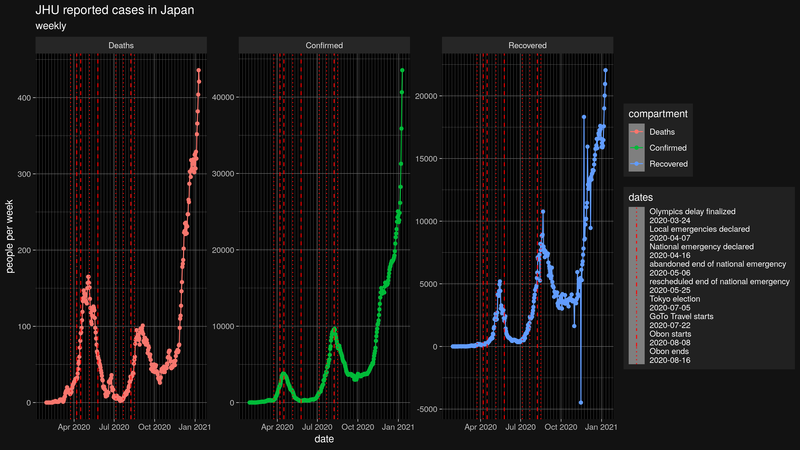 JHU reported cases in Japan
weekly
Deaths
Confirmed
Recovered
people per week
400
300
200
100
0
40000
30000
20000
10000
0
20000
15000
10000
5000
0
-5000
Apr 2020
Jul 2020
Oct 2020
Jan 2021
Apr 2020
Jul 2020
Oct 2020
Jan 2021
Apr 2020
Jul 2020
Oct 2020
Jan 2021
date
compartment
Deaths
Confirmed
Recovered
dates
Olympics delay finalized
2020-03-24
Local emergencies declared
2020-04-07
National emergency declared
2020-04-16
abandoned end of national emergency
2020-05-06
rescheduled end of national emergency
2020-05-25
Tokyo election
2020-07-05
GoTo Travel starts
2020-07-22
Obon starts
2020-08-08
Obon ends
2020-08-16